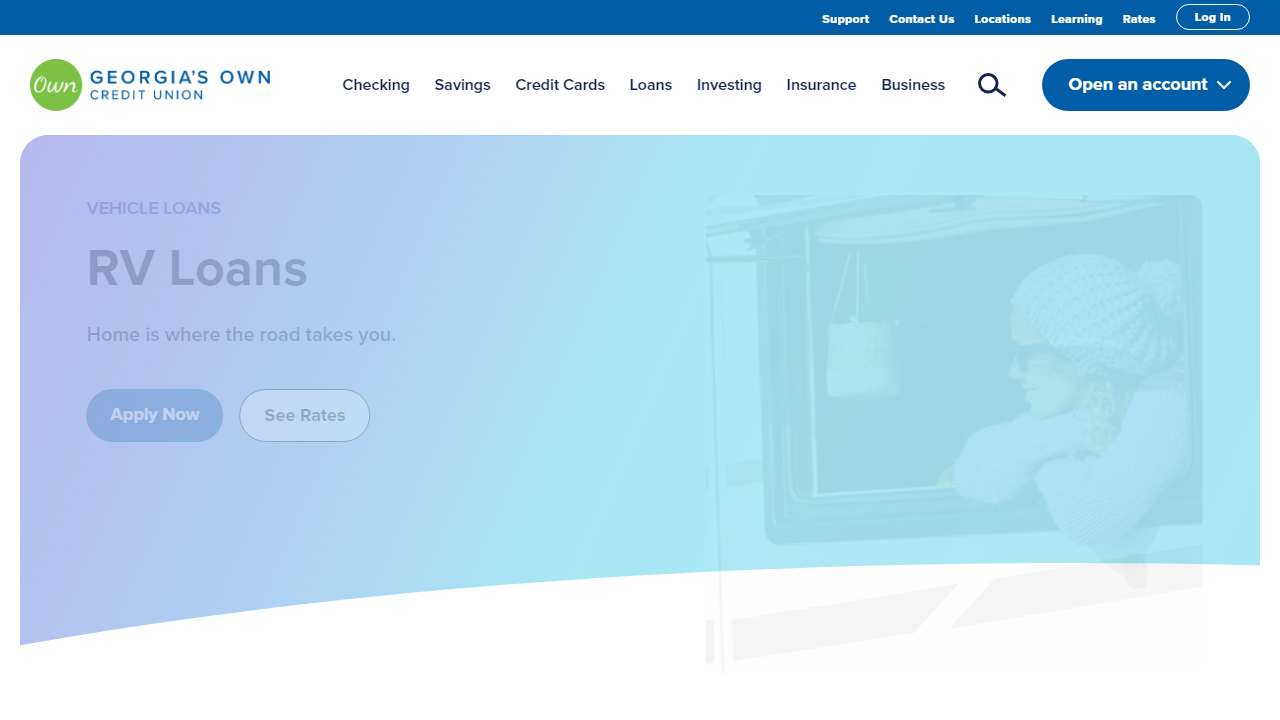 Support Contact Us Locations Learning Rates Log In
Own GEORGIA'S OWN
CREDIT UNION
Checking Savings Credit Cards Loans Investing Insurance Business Open an account
VEHICLE LOANS
RV Loans
Home is where the road takes you.
Apply Now See Rates